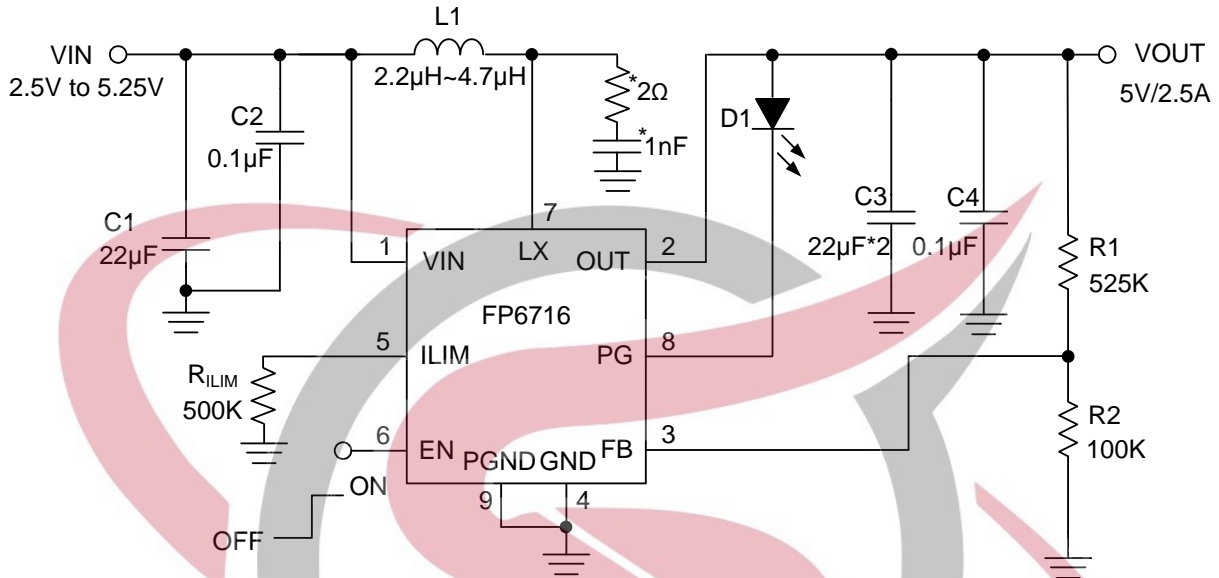 L1
VIN
2.5V to 5.25V
2.2µH~4.7µH
*2Ω
*1nF
VOUT
5V/2.5A
C2
0.1µF
D1
C1
22µF
C3
22µF*2
C4
0.1µF
R1
525K
7
1
VIN
LX
OUT
2
FP6716
5
ILIM
PG
8
RILIM
500K
6
EN
PGND
GND
FB
3
R2
100K
9
4
ON
OFF